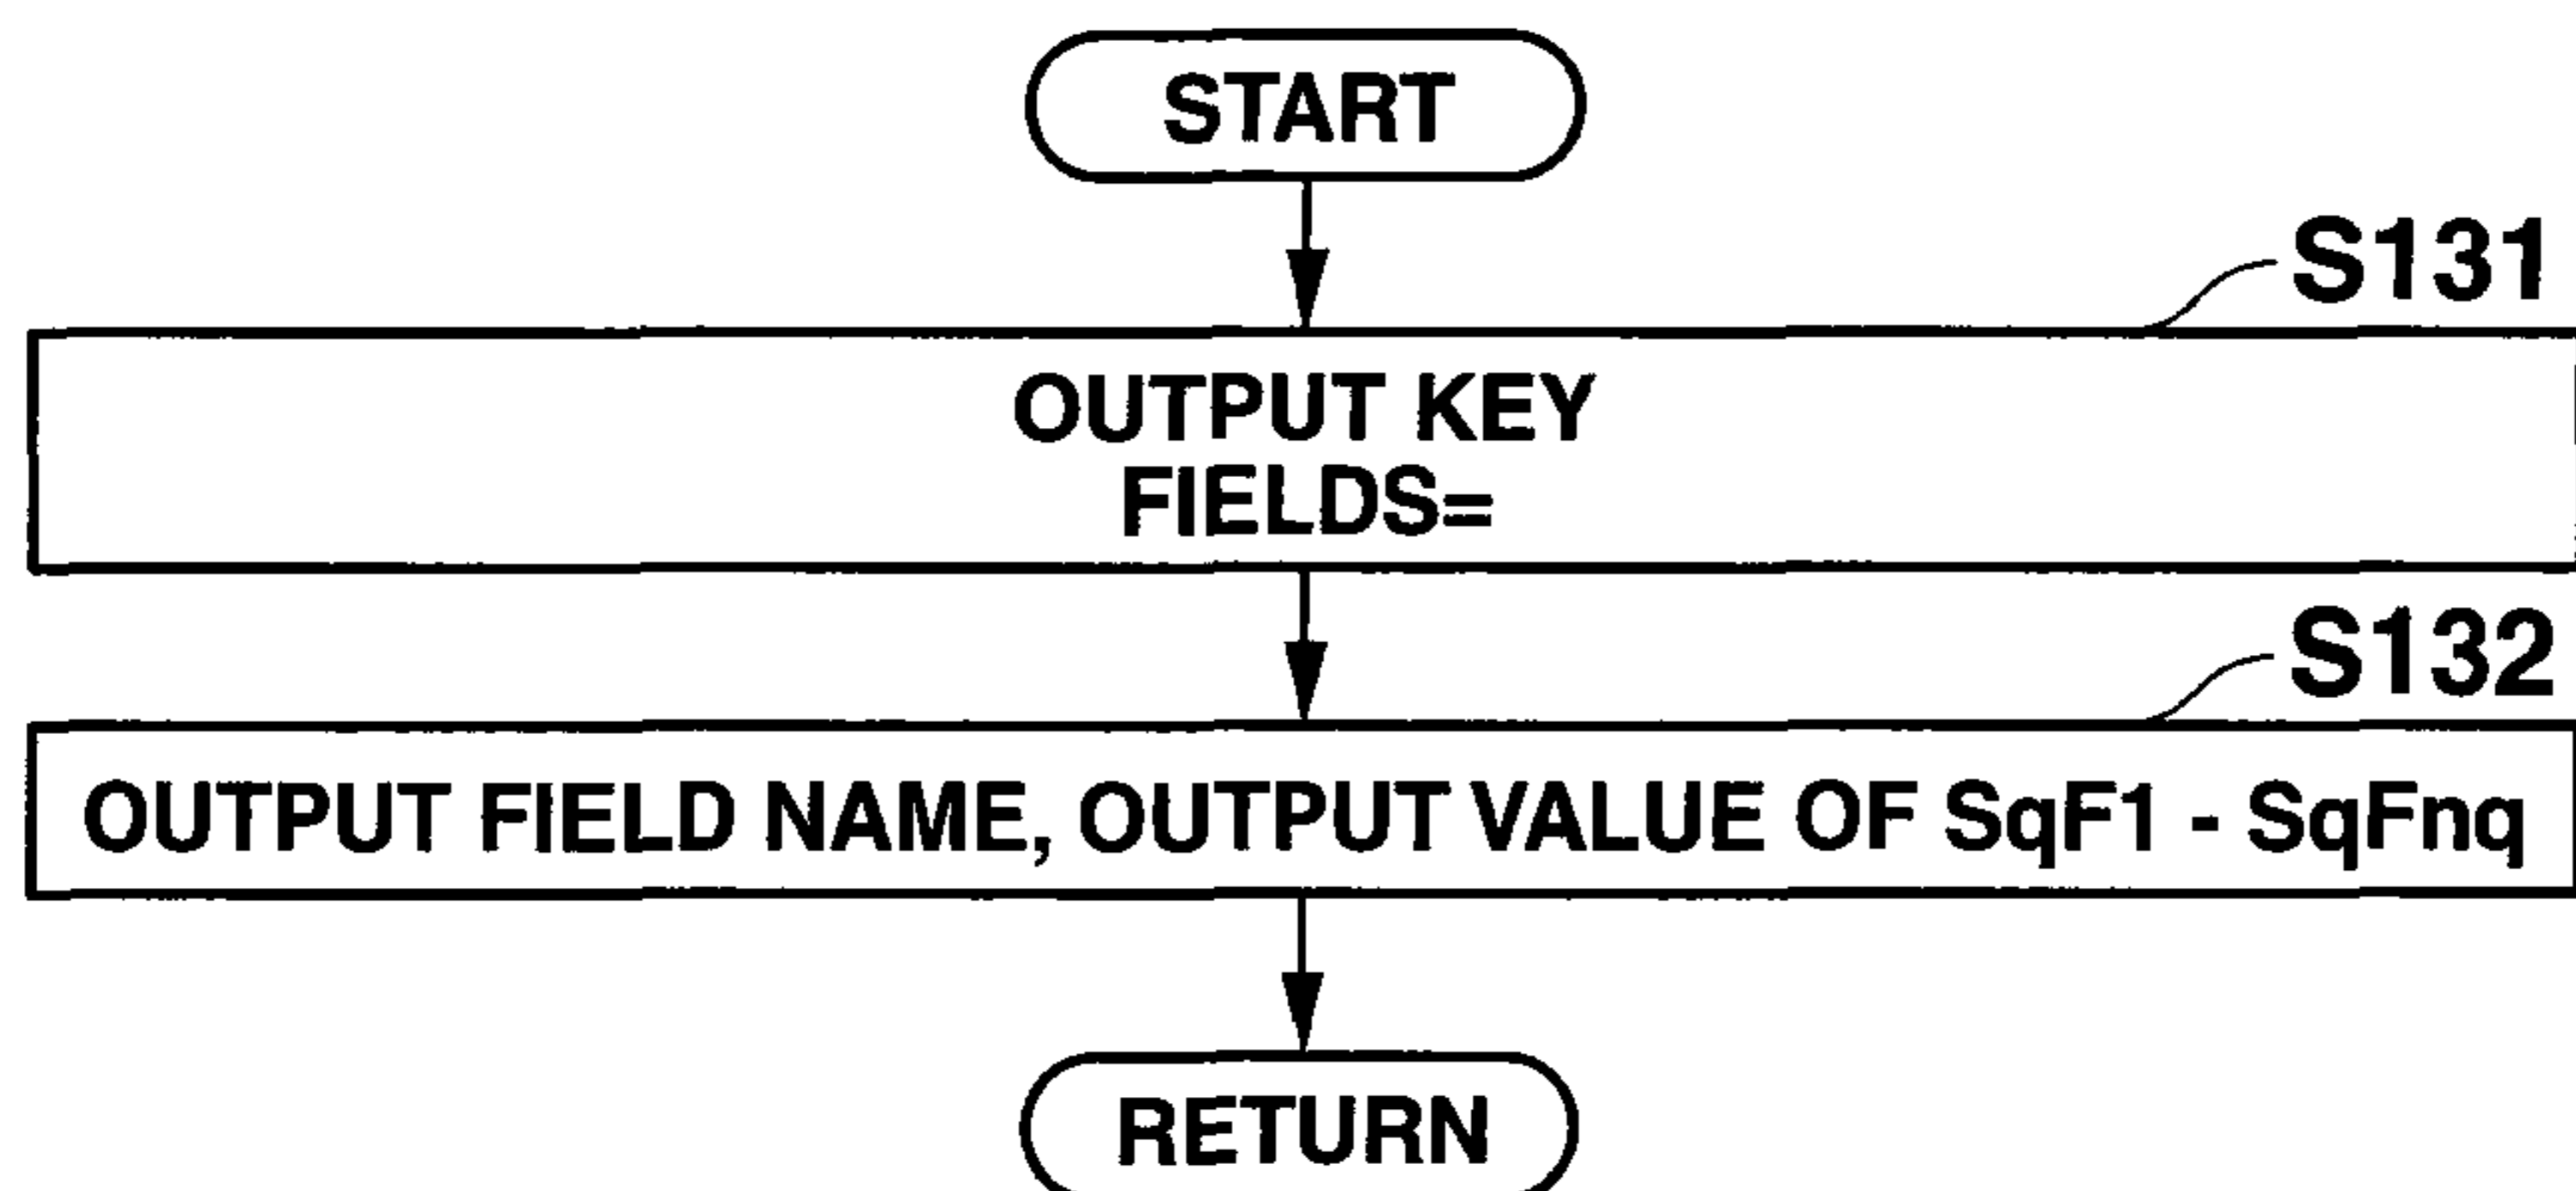 START
S131
OUTPUT KEY
FIELDS=
S132
OUTPUT FIELD NAME, OUTPUT VALUE OF SqF1 - SqFnq
RETURN